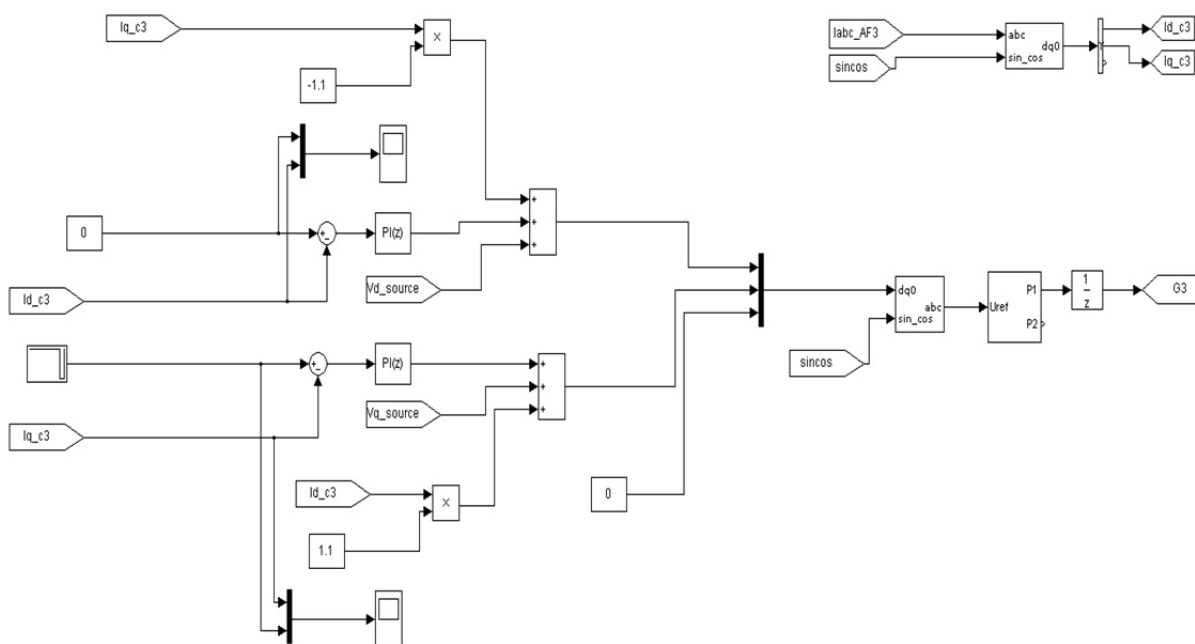 Iq_c3
X
-1.1
Iabc_AF3
sincos
abc
sin_cos
dq0
Id_c3
Iq_c3
0
+
-
PI(z)
Id_c3
Vd_source
+
+
+
+
-
PI(z)
Iq_c3
Vq_source
+
+
+
Id_c3
X
1.1
0
dq0
sin_cos
abc
sincos
Uref
P1
P2
1
z
G3